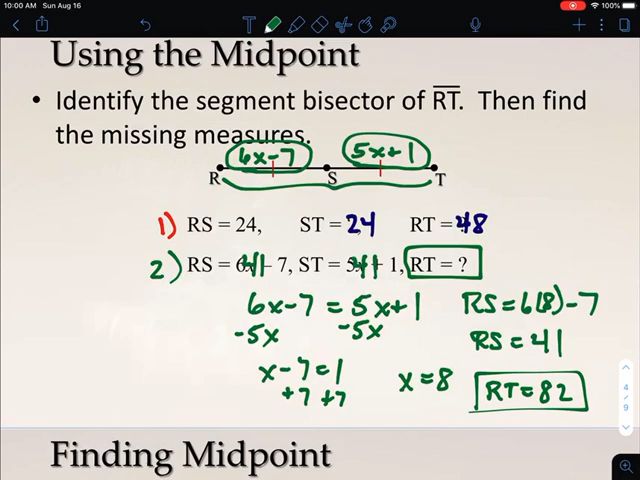 10:00 AM Sun Aug 16
100%
Using the Midpoint
• Identify the segment bisector of RT. Then find
the missing measures.
6x-7 5x+1
R S T
1) RS = 24, ST = 24 RT = 48
2) RS = 41 – 7, ST = 41 + 1, RT = ?
6x-7 = 5x+1 RS=6(8)-7
-5x -5x RS = 41
x-7=1 x=8 RT=82
+7 +7
4
9
Finding Midpoint